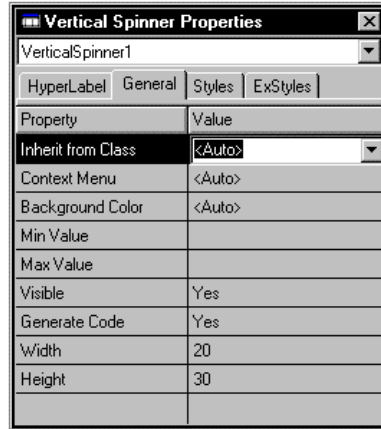 Vertical Spinner Properties
VerticalSpinner1
HyperLabel General Styles ExStyles
Property Value
Inherit from Class <Auto>
Context Menu <Auto>
Background Color <Auto>
Min Value
Max Value
Visible Yes
Generate Code Yes
Width 20
Height 30